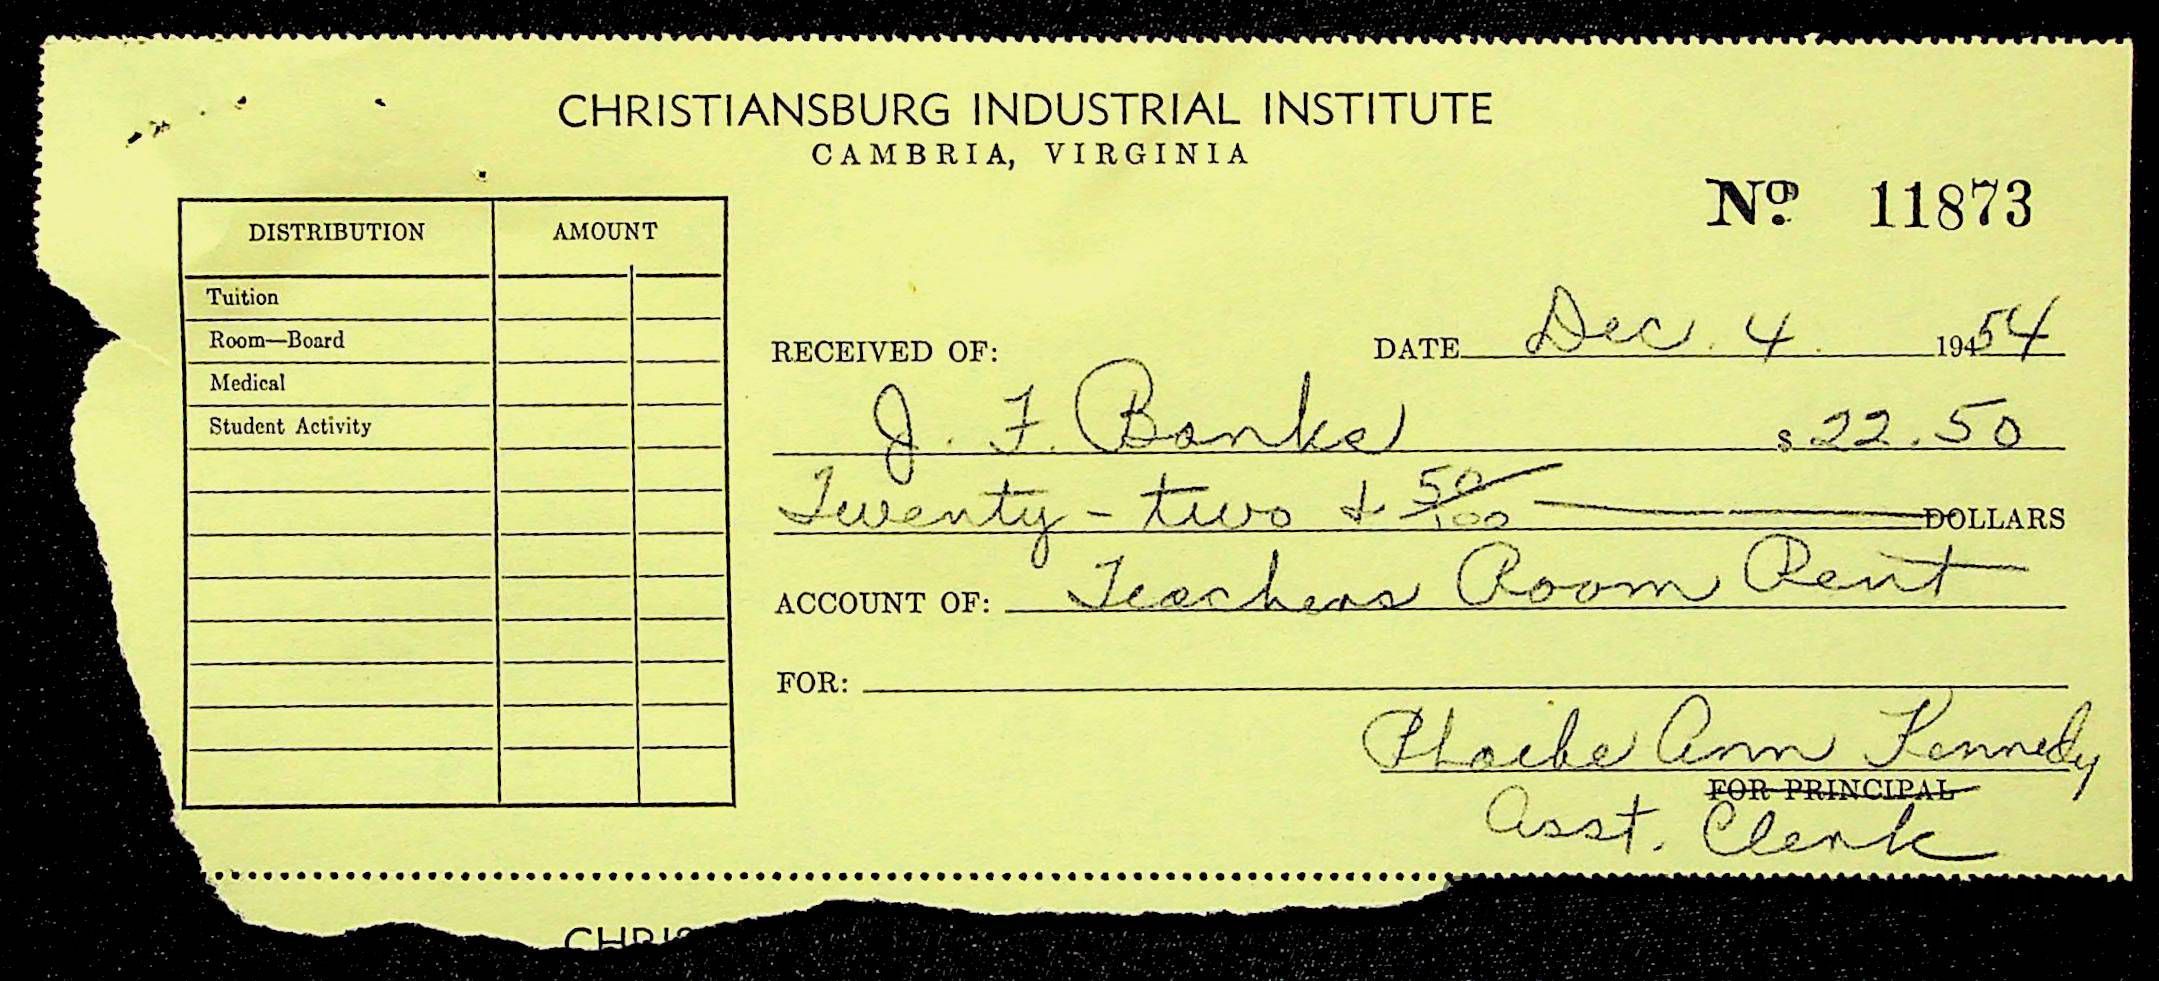 CHRISTIANSBURG INDUSTRIAL INSTITUTE
CAMBRIA, VIRGINIA
Nº 11873
DISTRIBUTION AMOUNT
Tuition
Room—Board
Medical
Student Activity
DATE Dec. 4. 19454
RECEIVED OF:
J. F. Banks $ 22.50
Twenty-two & 50/100 DOLLARS
ACCOUNT OF: Teachers Room Rent
FOR:
Phoebe Ann Kennedy
FOR PRINCIPAL
Asst. Clerk
CHRIS